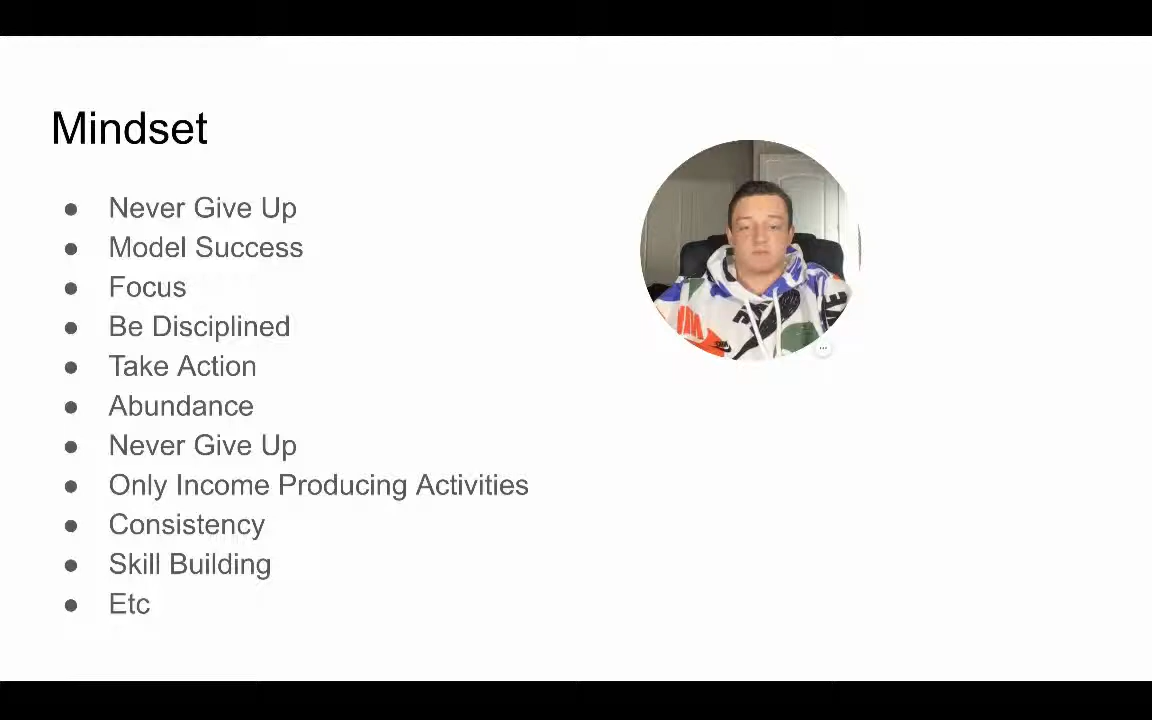 Mindset
● Never Give Up
● Model Success
● Focus
● Be Disciplined
● Take Action
● Abundance
● Never Give Up
● Only Income Producing Activities
● Consistency
● Skill Building
● Etc